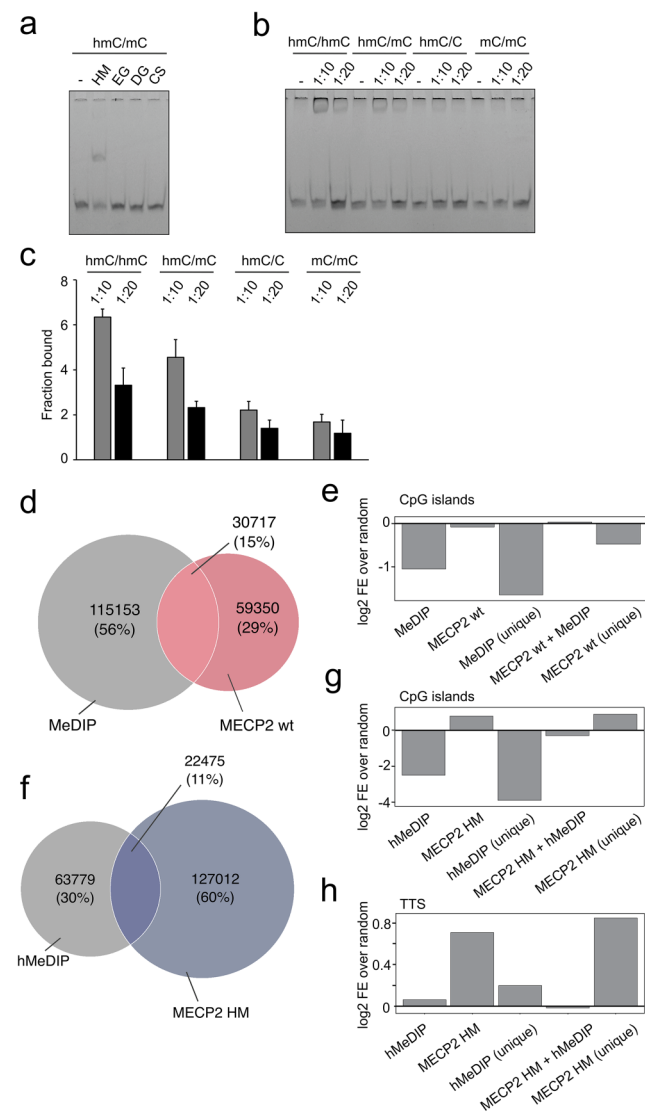 a
hmC/mC
- HM EG DG CS
b
hmC/hmC hmC/mC hmC/C mC/mC
- 1:10 1:20 - 1:10 1:20 - 1:10 1:20 - 1:10 1:20
c
hmC/hmC hmC/mC hmC/C mC/mC
1:10 1:20 1:10 1:20 1:10 1:20 1:10 1:20
Fraction bound
8
6
4
2
0
d
30717
(15%)
115153
(56%)
59350
(29%)
MeDIP
MECP2 wt
e
CpG islands
log2 FE over random
0
-1
MeDIP
MECP2 wt
MeDIP (unique)
MECP2 wt + MeDIP
MECP2 wt (unique)
f
22475
(11%)
63779
(30%)
127012
(60%)
hMeDIP
MECP2 HM
g
CpG islands
log2 FE over random
0
-2
-4
hMeDIP
MECP2 HM
hMeDIP (unique)
MECP2 HM + hMeDIP
MECP2 HM (unique)
h
TTS
log2 FE over random
0.8
0.4
0
hMeDIP
MECP2 HM
hMeDIP (unique)
MECP2 HM + hMeDIP
MECP2 HM (unique)